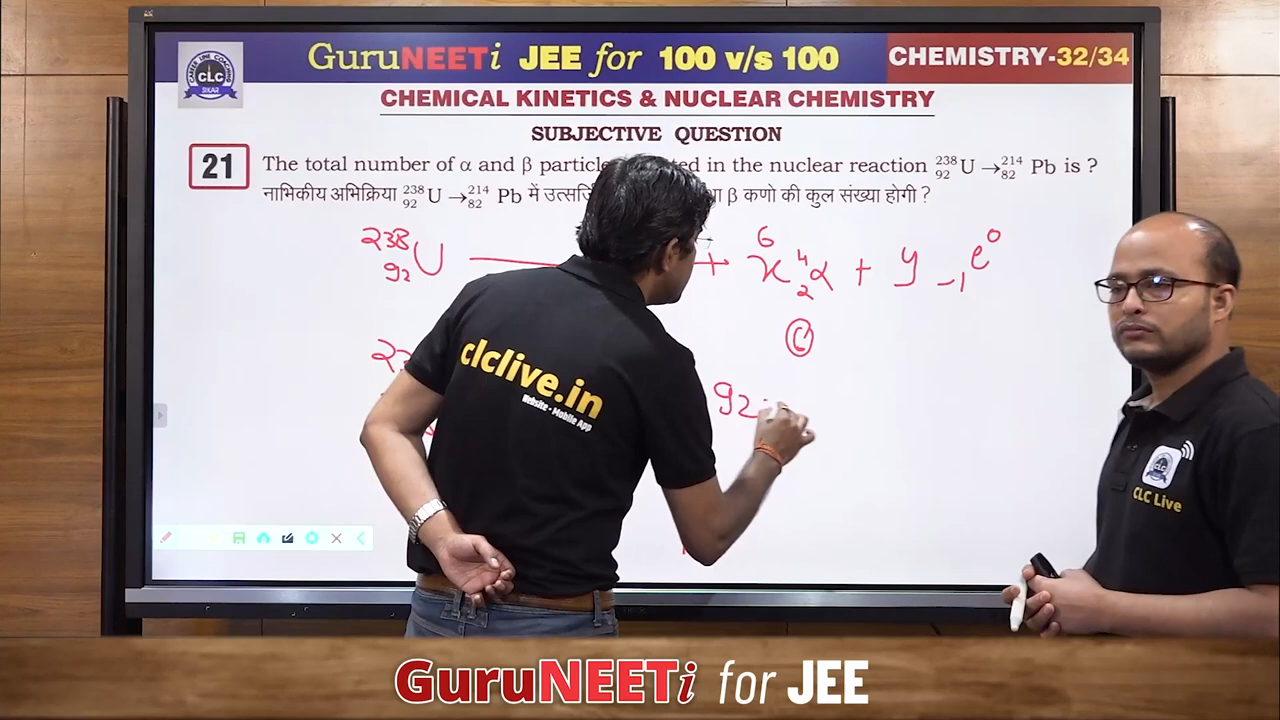 GuruNEETi JEE for 100 v/s 100
CHEMISTRY-32/34
CAREER LINE COACHING
CLC
SIKAR
CHEMICAL KINETICS & NUCLEAR CHEMISTRY
SUBJECTIVE QUESTION
21
The total number of α and β in the nuclear reaction ²³⁸₉₂U →²¹⁴₈₂ Pb is ?
नाभिकीय अभिक्रिया ²³⁸₉₂U →²¹⁴₈₂ Pb में β कणो की कुल संख्या होगी ?
²³⁸₉₂U + x ⁴₂α + y ₋₁e⁰
6
6
92
clclive.in
Website - Mobile App
CLC
CLC Live
GuruNEETi for JEE